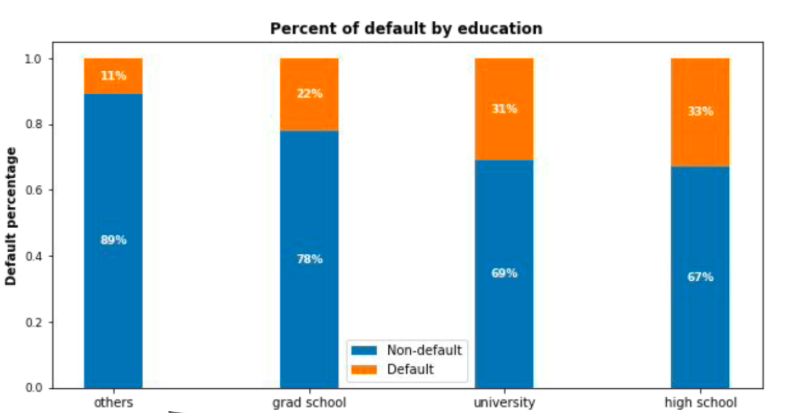 Percent of default by education
Default percentage
1.0
0.8
0.6
0.4
0.2
0.0
11%
22%
31%
33%
89%
78%
69%
67%
Non-default
Default
others
grad school
university
high school